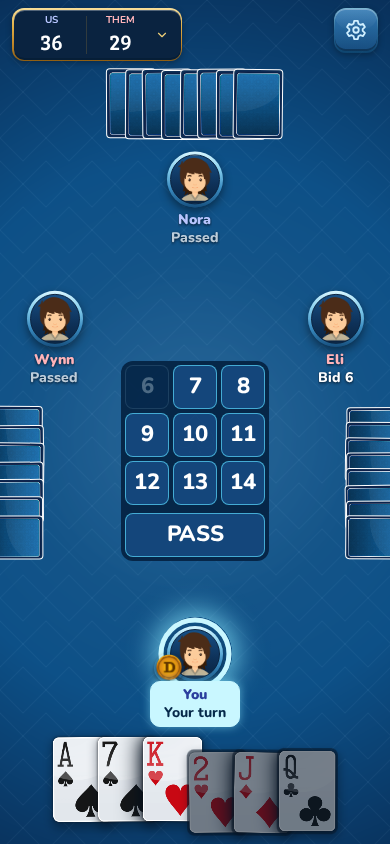 US THEM
36 29
Nora
Passed
Wynn Eli
Passed Bid 6
6 7 8
9 10 11
12 13 14
PASS
D
You
Your turn
A 7 K 2 J Q